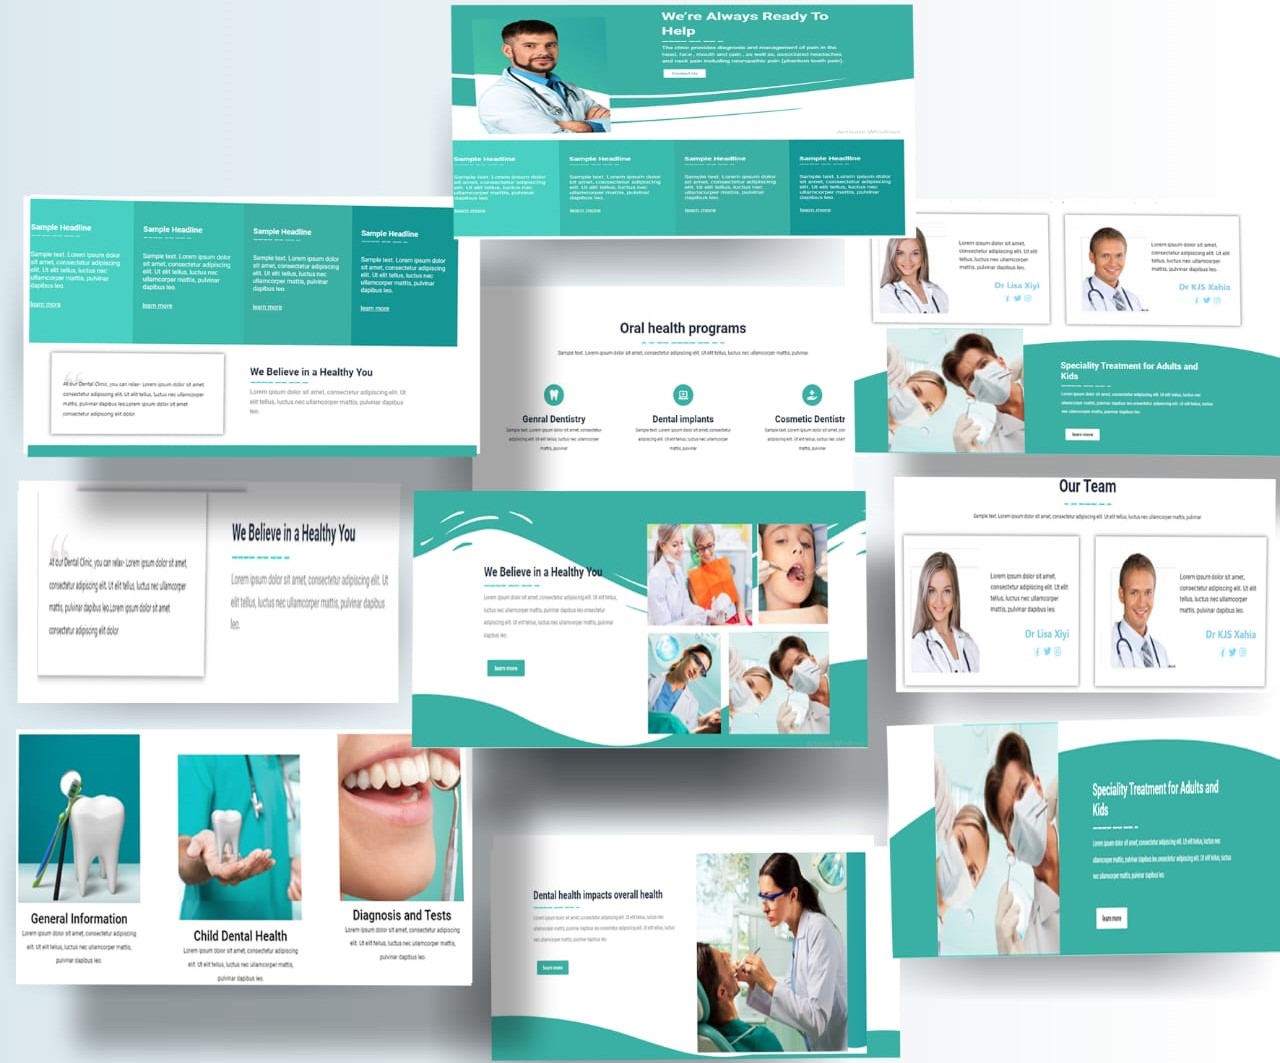 We're Always Ready To
Help
The clinic provides diagnosis and management of pain in the
head, face , mouth and pain , as well as, associated headaches,
and neck pain including neuropathic pain (phantom tooth pain).
Contact Us
Activate Windows
Sample Headline
Sample text. Lorem ipsum dolor
sit amet, consectetur adipiscing
elit. Ut elit tellus, luctus nec
ullamcorper mattis, pulvinar
dapibus leo.
learn more
Sample Headline
Sample text. Lorem ipsum dolor
sit amet, consectetur adipiscing
elit. Ut elit tellus, luctus nec
ullamcorper mattis, pulvinar
dapibus leo.
learn more
Sample Headline
Sample text. Lorem ipsum dolor
sit amet, consectetur adipiscing
elit. Ut elit tellus, luctus nec
ullamcorper mattis, pulvinar
dapibus leo.
learn more
Sample Headline
Sample text. Lorem ipsum dolor
sit amet, consectetur adipiscing
elit. Ut elit tellus, luctus nec
ullamcorper mattis, pulvinar
dapibus leo.
learn more
Sample Headline
Sample text. Lorem ipsum dolor
sit amet, consectetur adipiscing
elit. Ut elit tellus, luctus nec
ullamcorper mattis, pulvinar
dapibus leo.
learn more
Sample Headline
Sample text. Lorem ipsum dolor
sit amet, consectetur adipiscing
elit. Ut elit tellus, luctus nec
ullamcorper mattis, pulvinar
dapibus leo.
learn more
Sample Headline
Sample text. Lorem ipsum dolor
sit amet, consectetur adipiscing
elit. Ut elit tellus, luctus nec
ullamcorper mattis, pulvinar
dapibus leo.
learn more
Sample Headline
Sample text. Lorem ipsum dolor
sit amet, consectetur adipiscing
elit. Ut elit tellus, luctus nec
ullamcorper mattis, pulvinar
dapibus leo.
learn more
At our Dental Clinic, you can relax- Lorem ipsum dolor sit amet,
consectetur adipiscing elit. Ut elit tellus, luctus nec ullamcorper
mattis, pulvinar dapibus leo.Lorem ipsum dolor sit amet
consectetur adipiscing elit dolor
We Believe in a Healthy You
Lorem ipsum dolor sit amet, consectetur adipiscing elit. Ut
elit tellus, luctus nec ullamcorper mattis, pulvinar dapibus
leo.
Oral health programs
Sample text. Lorem ipsum dolor sit amet, consectetur adipiscing elit. Ut elit tellus, luctus nec ullamcorper mattis, pulvinar
Genral Dentistry
Sample text. Lorem ipsum dolor sit amet, consectetur
adipiscing elit. Ut elit tellus, luctus nec ullamcorper
mattis, pulvinar
Dental implants
Sample text. Lorem ipsum dolor sit amet, consectetur
adipiscing elit. Ut elit tellus, luctus nec ullamcorper
mattis, pulvinar
Cosmetic Dentistr
Sample text. Lorem ipsum dolor sit amet, con
adipiscing elit. Ut elit tellus, luctus nec ullam
mattis, pulvinar
Lorem ipsum dolor sit amet,
consectetur adipiscing elit. Ut elit
tellus, luctus nec ullamcorper
mattis, pulvinar dapibus leo.
Dr Lisa Xiyi
Lorem ipsum dolor sit amet,
consectetur adipiscing elit. Ut elit
tellus, luctus nec ullamcorper
mattis, pulvinar dapibus leo.
Dr KJS Xahia
Speciality Treatment for Adults and
Kids
Lorem ipsum dolor sit amet, consectetur adipiscing elit. Ut elit tellus, luctus nec
ullamcorper mattis, pulvinar dapibus leo.onsectetur adipiscing elit. Ut elit tellus, luctus
nec ullamcorper mattis, pulvinar dapibus leo.
learn more
At our Dental Clinic, you can relax- Lorem ipsum dolor sit amet,
consectetur adipiscing elit. Ut elit tellus, luctus nec ullamcorper
mattis, pulvinar dapibus leo.Lorem ipsum dolor sit amet
consectetur adipiscing elit dolor
We Believe in a Healthy You
Lorem ipsum dolor sit amet, consectetur adipiscing elit. Ut
elit tellus, luctus nec ullamcorper mattis, pulvinar dapibus
leo.
We Believe in a Healthy You
Lorem ipsum dolor sit amet, consectetur adipiscing elit. Ut elit tellus,
luctus nec ullamcorper mattis, pulvinar dapibus leo onsectetur
adipiscing elit. Ut elit tellus, luctus nec ullamcorper mattis, pulvinar
dapibus leo.
learn more
Our Team
Sample text. Lorem ipsum dolor sit amet, consectetur adipiscing elit. Ut elit tellus, luctus nec ullamcorper mattis, pulvinar
Lorem ipsum dolor sit amet,
consectetur adipiscing elit. Ut elit
tellus, luctus nec ullamcorper
mattis, pulvinar dapibus leo.
Dr Lisa Xiyi
Lorem ipsum dolor sit amet,
consectetur adipiscing elit. Ut elit
tellus, luctus nec ullamcorper
mattis, pulvinar dapibus leo.
Dr KJS Xahia
General Information
Lorem ipsum dolor sit amet, consectetur adipiscing
elit. Ut elit tellus, luctus nec ullamcorper mattis,
pulvinar dapibus leo.
Child Dental Health
Lorem ipsum dolor sit amet, consectetur adipiscing
elit. Ut elit tellus, luctus nec ullamcorper mattis,
pulvinar dapibus leo.
Diagnosis and Tests
Lorem ipsum dolor sit amet, consectetur adipiscing
elit. Ut elit tellus, luctus nec ullamcorper mattis,
pulvinar dapibus leo.
Dental health impacts overall health
Lorem ipsum dolor sit amet, consectetur adipiscing elit. Ut elit tellus, luctus nec
ullamcorper mattis, pulvinar dapibus leo.onsectetur adipiscing elit. Ut elit tellus, luctus
nec ullamcorper mattis, pulvinar dapibus leo.
learn more
Speciality Treatment for Adults and
Kids
Lorem ipsum dolor sit amet, consectetur adipiscing elit. Ut elit tellus, luctus nec
ullamcorper mattis, pulvinar dapibus leo.onsectetur adipiscing elit. Ut elit tellus, luctus
nec ullamcorper mattis, pulvinar dapibus leo.
learn more